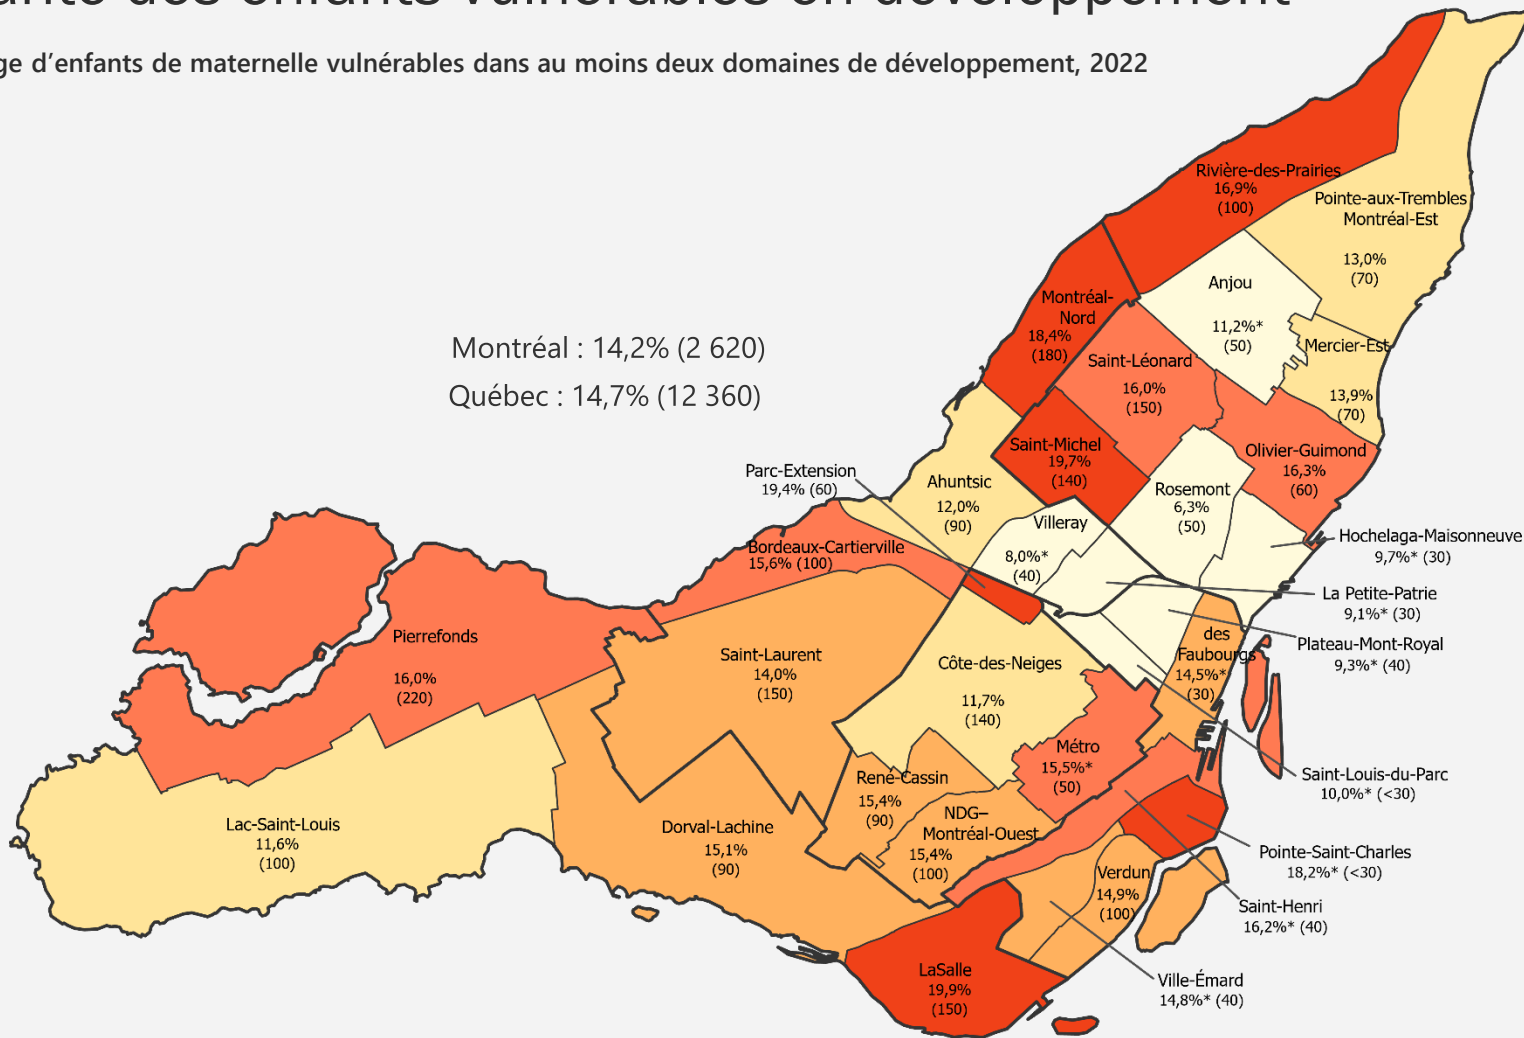 des enfants vulnérables en développement
d’enfants de maternelle vulnérables dans au moins deux domaines de développement, 2022
Rivière-des-Prairies
16,9%
(100)
Pointe-aux-Trembles
Montréal-Est
13,0%
(70)
Anjou
11,2%*
(50)
Montréal-
Nord
18,4%
(180)
Mercier-Est
13,9%
(70)
Montréal : 14,2% (2 620)
Québec : 14,7% (12 360)
Saint-Léonard
16,0%
(150)
Saint-Michel
19,7%
(140)
Olivier-Guimond
16,3%
(60)
Parc-Extension
19,4% (60)
Ahuntsic
12,0%
(90)
Rosemont
6,3%
(50)
Villeray
8,0%*
(40)
Hochelaga-Maisonneuve
9,7%* (30)
Bordeaux-Cartierville
15,6% (100)
La Petite-Patrie
9,1%* (30)
Plateau-Mont-Royal
9,3%* (40)
des
Faubourgs
14,5%*
(30)
Pierrefonds
16,0%
(220)
Saint-Laurent
14,0%
(150)
Côte-des-Neiges
11,7%
(140)
Métro
15,5%*
(50)
Saint-Louis-du-Parc
10,0%* (<30)
René-Cassin
15,4%
(90)
NDG–
Montréal-Ouest
15,4%
(100)
Lac-Saint-Louis
11,6%
(100)
Dorval-Lachine
15,1%
(90)
Pointe-Saint-Charles
18,2%* (<30)
Verdun
14,9%
(100)
Saint-Henri
16,2%* (40)
LaSalle
19,9%
(150)
Ville-Émard
14,8%* (40)